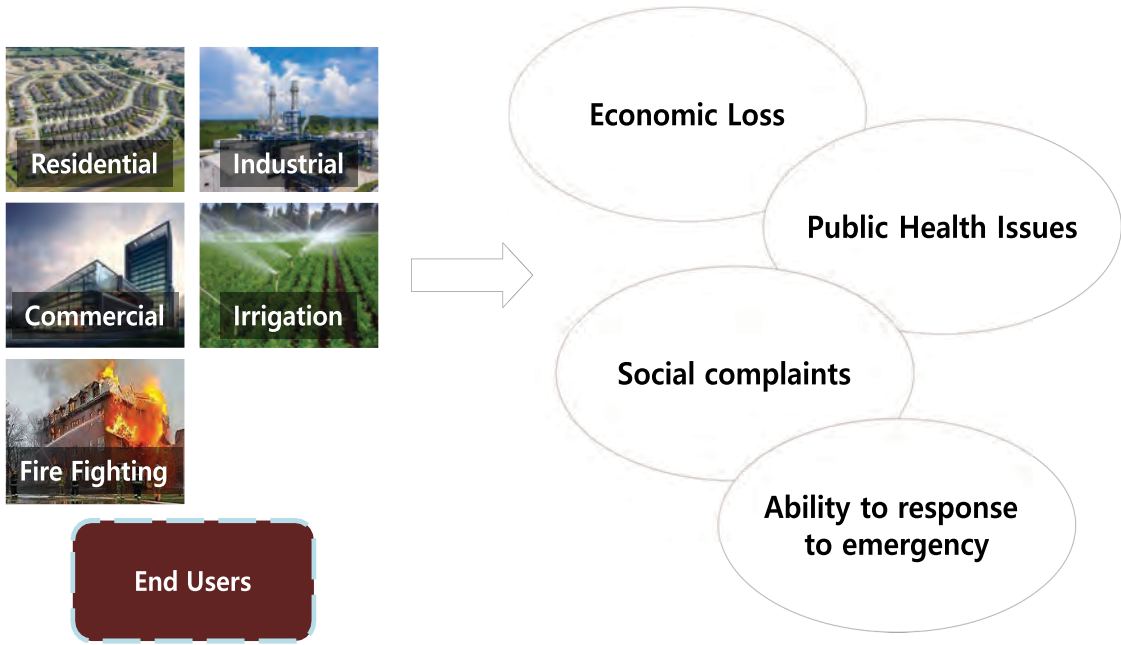 Residential
Industrial
Commercial
Irrigation
Fire Fighting
End Users
Economic Loss
Public Health Issues
Social complaints
Ability to response
to emergency